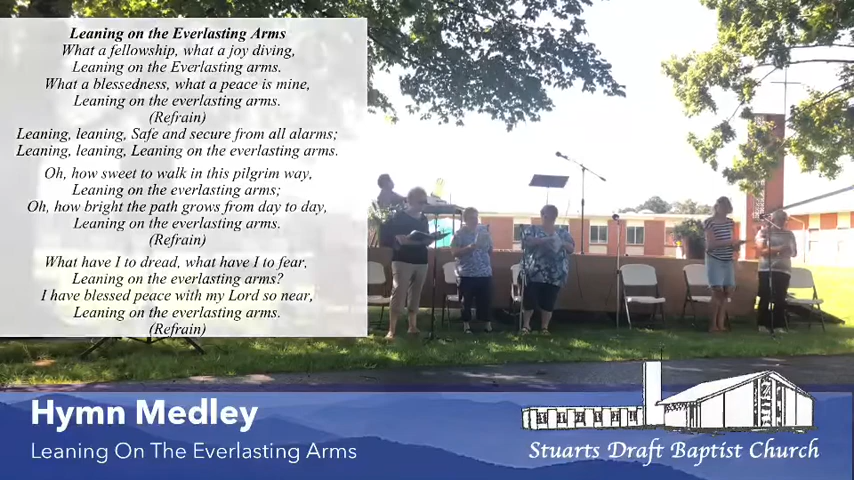 Leaning on the Everlasting Arms
What a fellowship, what a joy diving,
Leaning on the Everlasting arms.
What a blessedness, what a peace is mine,
Leaning on the everlasting arms.
(Refrain)
Leaning, leaning, Safe and secure from all alarms;
Leaning, leaning, Leaning on the everlasting arms.
Oh, how sweet to walk in this pilgrim way,
Leaning on the everlasting arms;
Oh, how bright the path grows from day to day,
Leaning on the everlasting arms.
(Refrain)
What have I to dread, what have I to fear,
Leaning on the everlasting arms?
I have blessed peace with my Lord so near,
Leaning on the everlasting arms.
(Refrain)
Hymn Medley
Leaning On The Everlasting Arms
Stuarts Draft Baptist Church